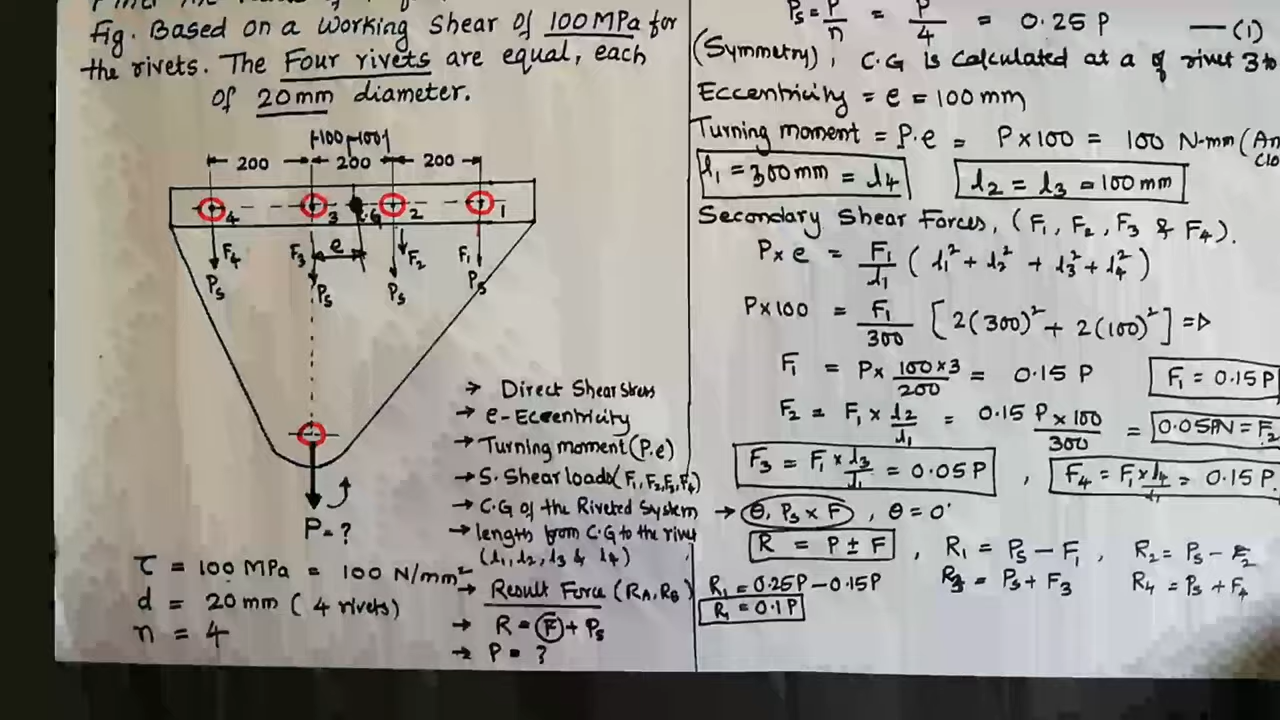 Fig. Based on a working shear of 100 MPa for
the rivets. The Four rivets are equal, each
of 20mm diameter.
100 100
200 200 200
4 3 C.G 2 1
F4 F3 e F2 F1
Ps Ps Ps Ps
P = ?
τ = 100 MPa = 100 N/mm²
d = 20mm ( 4 rivets)
n = 4
→ Direct Shear Stress
→ e - Eccentricity
→ Turning moment (P.e)
→ S. Shear loads (F1, F2, F3, F4)
→ C.G of the Riveted System
→ length from C.G to the rivet
(l1, l2, l3 & l4)
→ Result Force (RA, RB)
→ R = F + Ps
→ P = ?
Ps = P/n = P/4 = 0.25 P — (1)
(Symmetry), C.G is calculated at a of rivet 3 to
Eccentricity = e = 100 mm
Turning moment = P.e = P × 100 = 100 N-mm (An
clo
l1 = 300mm = l4 l2 = l3 = 100 mm
Secondary Shear Forces, (F1, F2, F3 & F4).
P × e = F1/l1 ( l1² + l2² + l3² + l4² )
P × 100 = F1/300 [ 2(300)² + 2(100)² ] ⇒
F1 = P × 100×3/200 = 0.15 P F1 = 0.15 P
F2 = F1 × l2/l1 = 0.15 P × 100/300 = 0.05 PN = F2
F3 = F1 × l3/l1 = 0.05 P , F4 = F1 × l4/l1 = 0.15 P.
→ θ, Ps × F , θ = 0°
R = P ± F , R1 = Ps − F1 , R2 = Ps − F2
R3 = Ps + F3 R4 = Ps + F4
R1 = 0.25P − 0.15P
R1 = 0.1 P